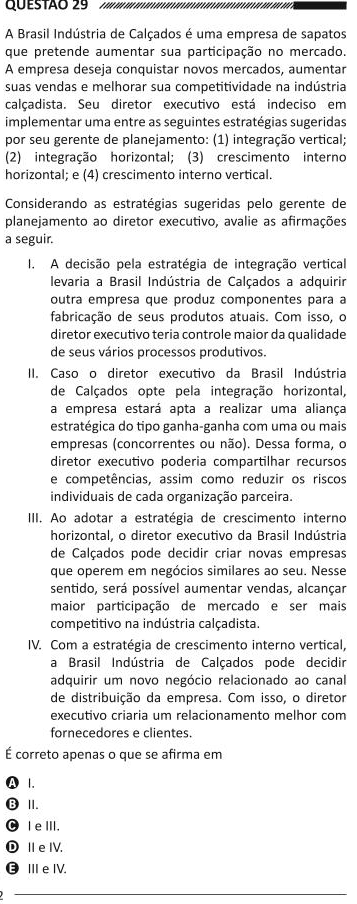 QUESTÃO 29
A Brasil Indústria de Calçados é uma empresa de sapatos
que pretende aumentar sua participação no mercado.
A empresa deseja conquistar novos mercados, aumentar
suas vendas e melhorar sua competitividade na indústria
calçadista. Seu diretor executivo está indeciso em
implementar uma entre as seguintes estratégias sugeridas
por seu gerente de planejamento: (1) integração vertical;
(2) integração horizontal; (3) crescimento interno
horizontal; e (4) crescimento interno vertical.
Considerando as estratégias sugeridas pelo gerente de
planejamento ao diretor executivo, avalie as afirmações
a seguir.
I. A decisão pela estratégia de integração vertical
levaria a Brasil Indústria de Calçados a adquirir
outra empresa que produz componentes para a
fabricação de seus produtos atuais. Com isso, o
diretor executivo teria controle maior da qualidade
de seus vários processos produtivos.
II. Caso o diretor executivo da Brasil Indústria
de Calçados opte pela integração horizontal,
a empresa estará apta a realizar uma aliança
estratégica do tipo ganha-ganha com uma ou mais
empresas (concorrentes ou não). Dessa forma, o
diretor executivo poderia compartilhar recursos
e competências, assim como reduzir os riscos
individuais de cada organização parceira.
III. Ao adotar a estratégia de crescimento interno
horizontal, o diretor executivo da Brasil Indústria
de Calçados pode decidir criar novas empresas
que operem em negócios similares ao seu. Nesse
sentido, será possível aumentar vendas, alcançar
maior participação de mercado e ser mais
competitivo na indústria calçadista.
IV. Com a estratégia de crescimento interno vertical,
a Brasil Indústria de Calçados pode decidir
adquirir um novo negócio relacionado ao canal
de distribuição da empresa. Com isso, o diretor
executivo criaria um relacionamento melhor com
fornecedores e clientes.
É correto apenas o que se afirma em
A I.
B II.
C I e III.
D II e IV.
E III e IV.
2